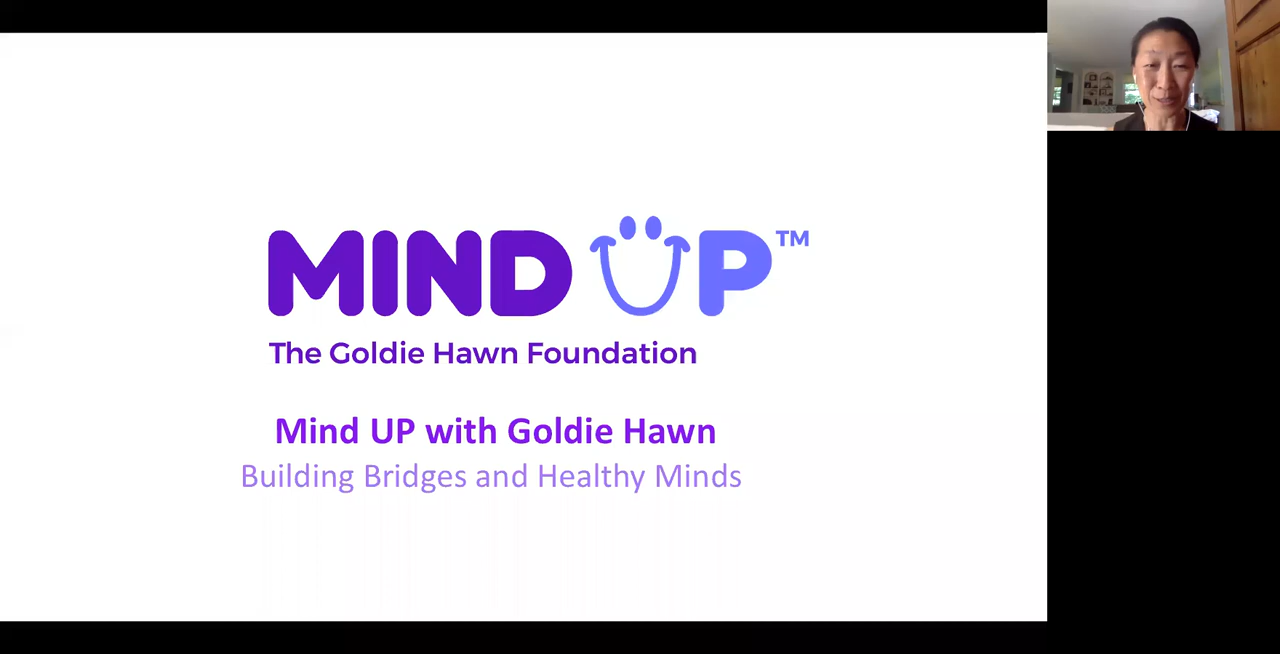 MIND UP™
The Goldie Hawn Foundation
Mind UP with Goldie Hawn
Building Bridges and Healthy Minds